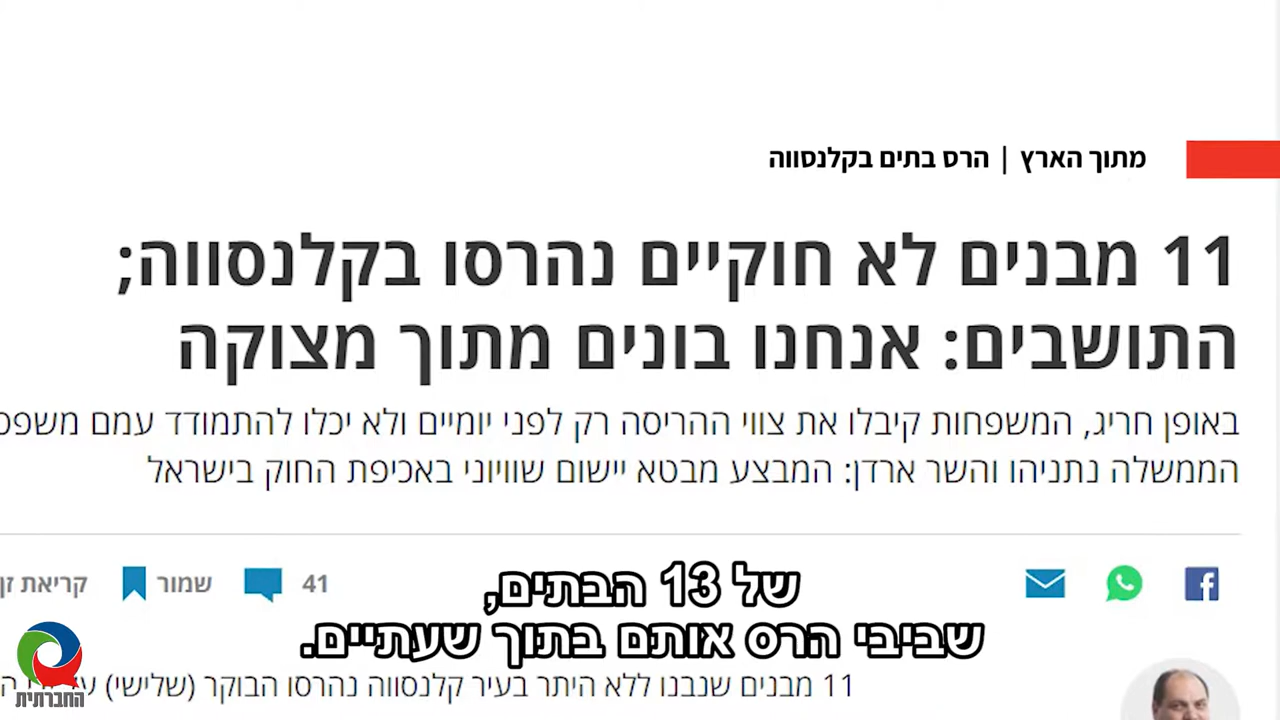 מתוך הארץ | הרס בתים בקלנסווה
11 מבנים לא חוקיים נהרסו בקלנסווה;
התושבים: אנחנו בונים מתוך מצוקה
באופן חריג, המשפחות קיבלו את צווי ההריסה רק לפני יומיים ולא יכלו להתמודד עמם
הממשלה נתניהו והשר ארדן: המבצע מבטא יישום שוויוני באכיפת החוק בישראל
41 שמור קריאת
של 13 הבתים,
שביבי הרס אותם בתוך שעתיים.
11 מבנים שנבנו ללא היתר בעיר קלנסווה נהרסו הבוקר (שלישי)
החברתית